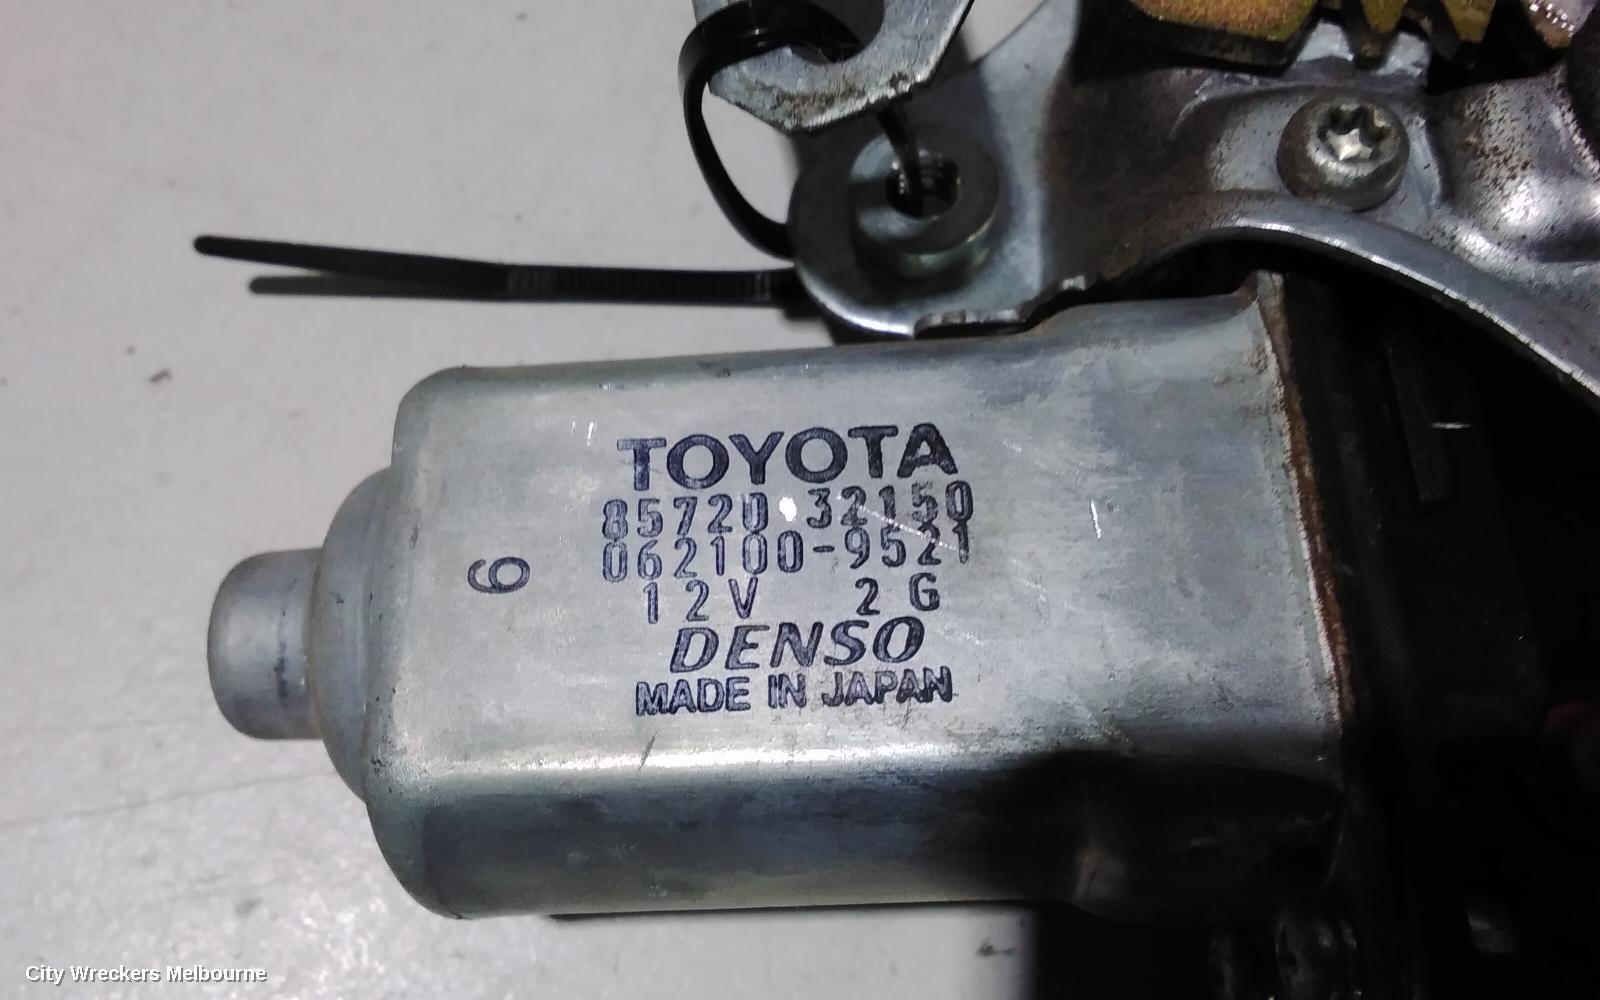 TOYOTA
85720-32150
062100-9521
12V 2G
DENSO
MADE IN JAPAN
6
City Wreckers Melbourne